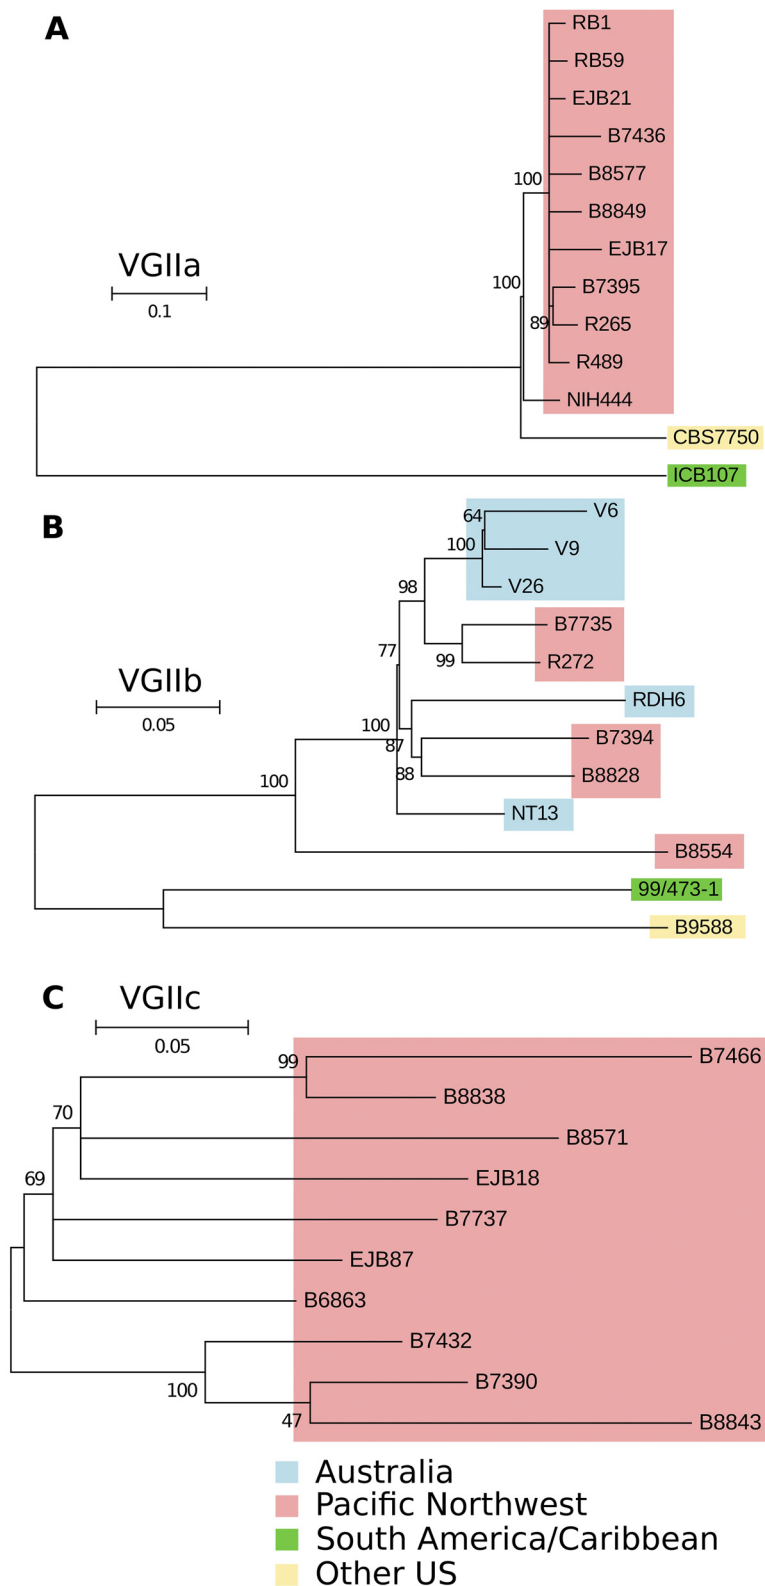 A
RB1
RB59
EJB21
B7436
B8577
100
B8849
EJB17
VGIIa
100
B7395
0.1
89
R265
R489
NIH444
CBS7750
ICB107
B
V6
64
100
V9
98
V26
B7735
77
99
R272
VGIIb
RDH6
0.05
100
87
B7394
100
88
B8828
NT13
B8554
99/473-1
B9588
C
VGIIc
0.05
99
B7466
B8838
70
B8571
69
EJB18
B7737
EJB87
B6863
B7432
100
B7390
47
B8843
Australia
Pacific Northwest
South America/Caribbean
Other US